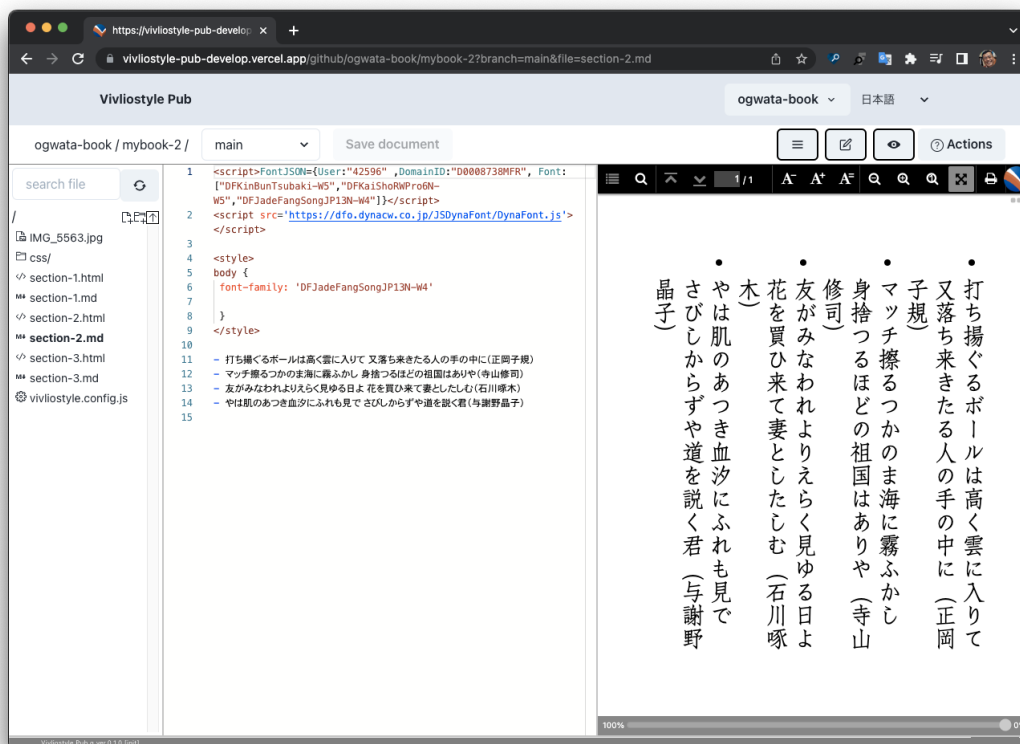 https://vivliostyle-pub-develop
vivliostyle-pub-develop.vercel.app/github/ogwata-book/mybook-2?branch=main&file=section-2.md
Vivliostyle Pub
ogwata-book
日本語
ogwata-book / mybook-2 /
main
Save document
Actions
search file
/
IMG_5563.jpg
css/
section-1.html
section-1.md
section-2.html
section-2.md
section-3.html
section-3.md
vivliostyle.config.js
1 <script>FontJSON={User:"42596" ,DomainID:"D0008738MFR", Font:
["DFKinBunTsubaki-W5","DFKaiShoRWPro6N-
W5","DFJadeFangSongJP13N-W4"]}</script>
2 <script src='https://dfo.dynacw.co.jp/JSDynaFont/DynaFont.js'>
</script>
3
4 <style>
5 body {
6 font-family: 'DFJadeFangSongJP13N-W4'
7
8 }
9 </style>
10
11 - 打ち揚ぐるボールは高く雲に入りて 又落ち来きたる人の手の中に(正岡子規)
12 - マッチ擦るつかのま海に霧ふかし 身捨つるほどの祖国はありや(寺山修司)
13 - 友がみなわれよりえらく見ゆる日よ 花を買ひ来て妻としたしむ(石川啄木)
14 - やは肌のあつき血汐にふれも見で さびしからずや道を説く君(与謝野晶子)
15
1 / 1
A- A+ A=
• 打ち揚ぐるボールは高く雲に入りて
又落ち来きたる人の手の中に(正岡
子規)
• マッチ擦るつかのま海に霧ふかし
身捨つるほどの祖国はありや(寺山
修司)
• 友がみなわれよりえらく見ゆる日よ
花を買ひ来て妻としたしむ(石川啄
木)
• やは肌のあつき血汐にふれも見で
さびしからずや道を説く君(与謝野
晶子)
100%